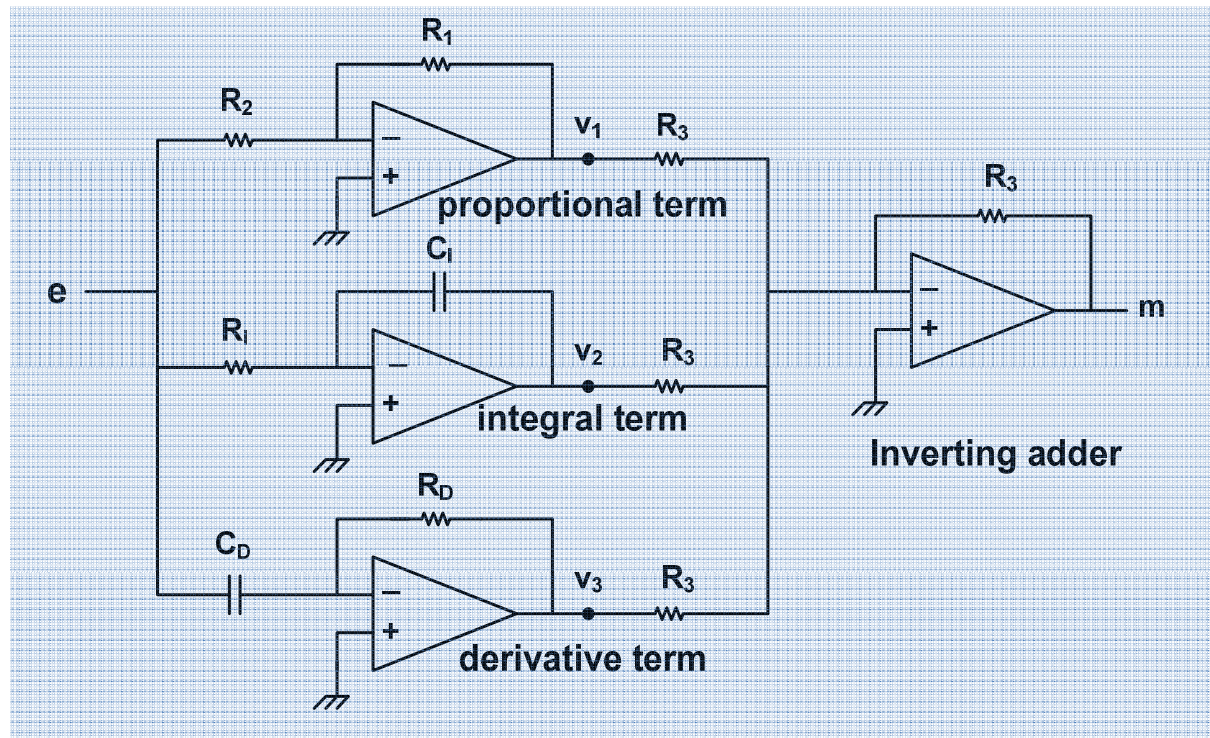 R1
R2
−
+
v1
R3
proportional term
R3
CI
e
−
+
m
Ri
−
+
v2
R3
integral term
Inverting adder
RD
CD
−
+
v3
R3
derivative term